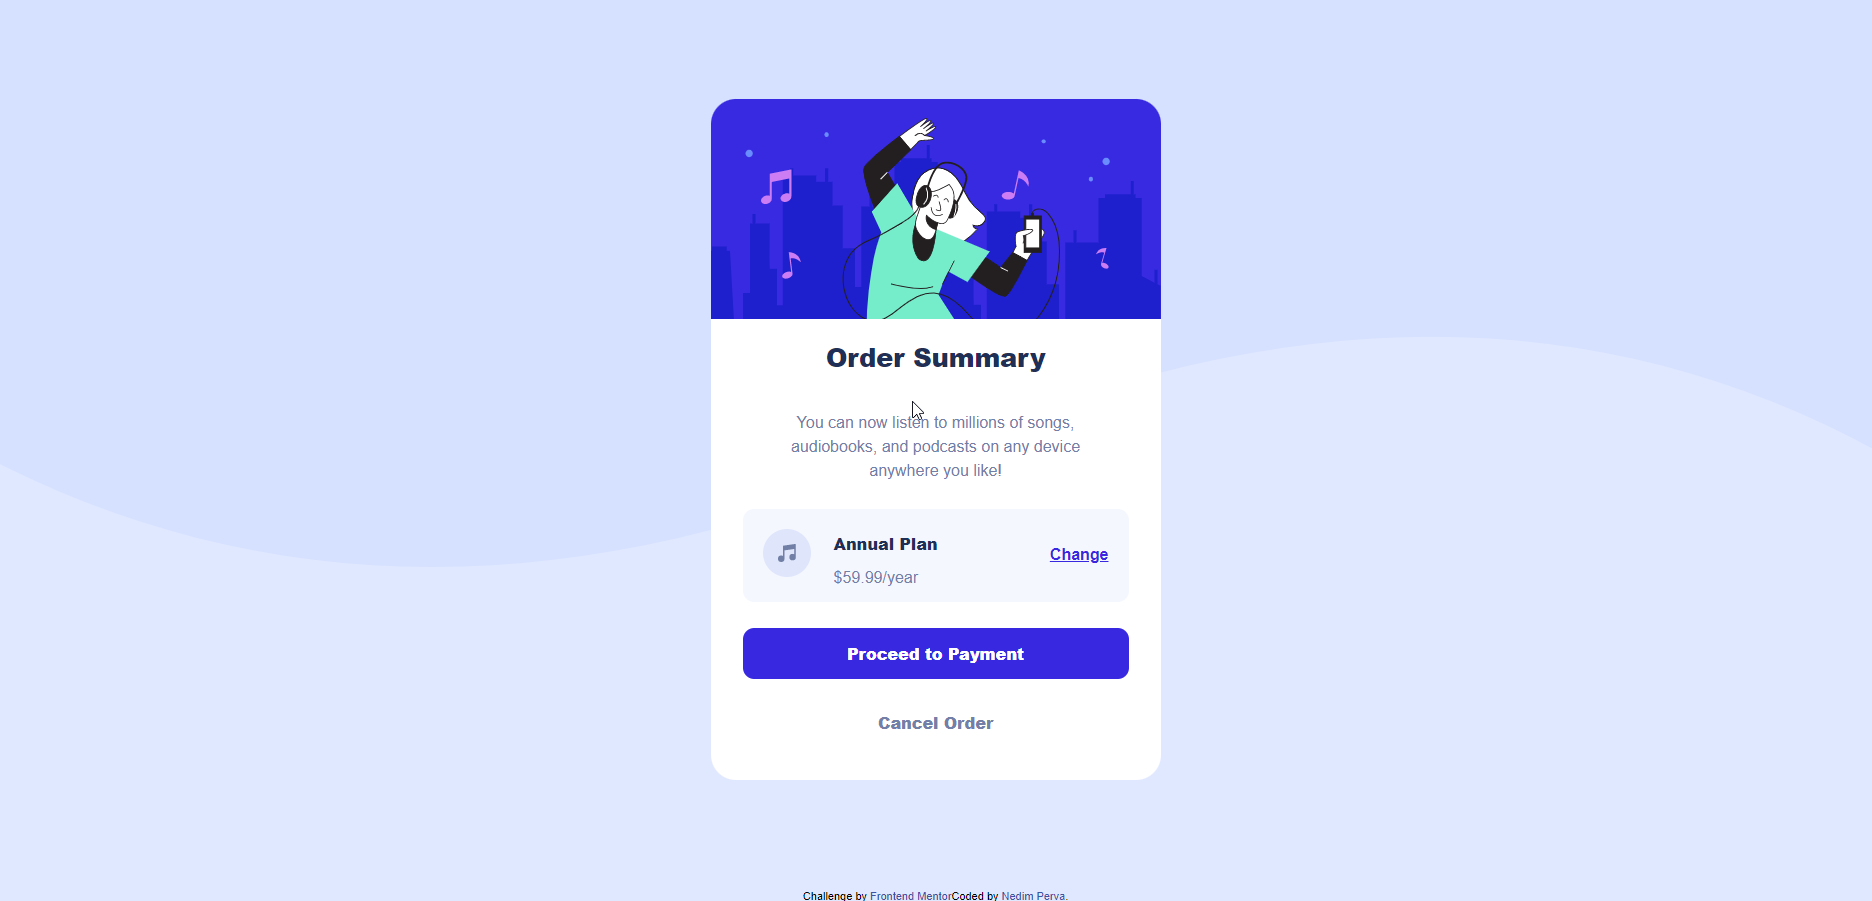 Order Summary
You can now listen to millions of songs,
audiobooks, and podcasts on any device
anywhere you like!
Annual Plan
$59.99/year
Change
Proceed to Payment
Cancel Order
Challenge by Frontend MentorCoded by Nedim Perva.